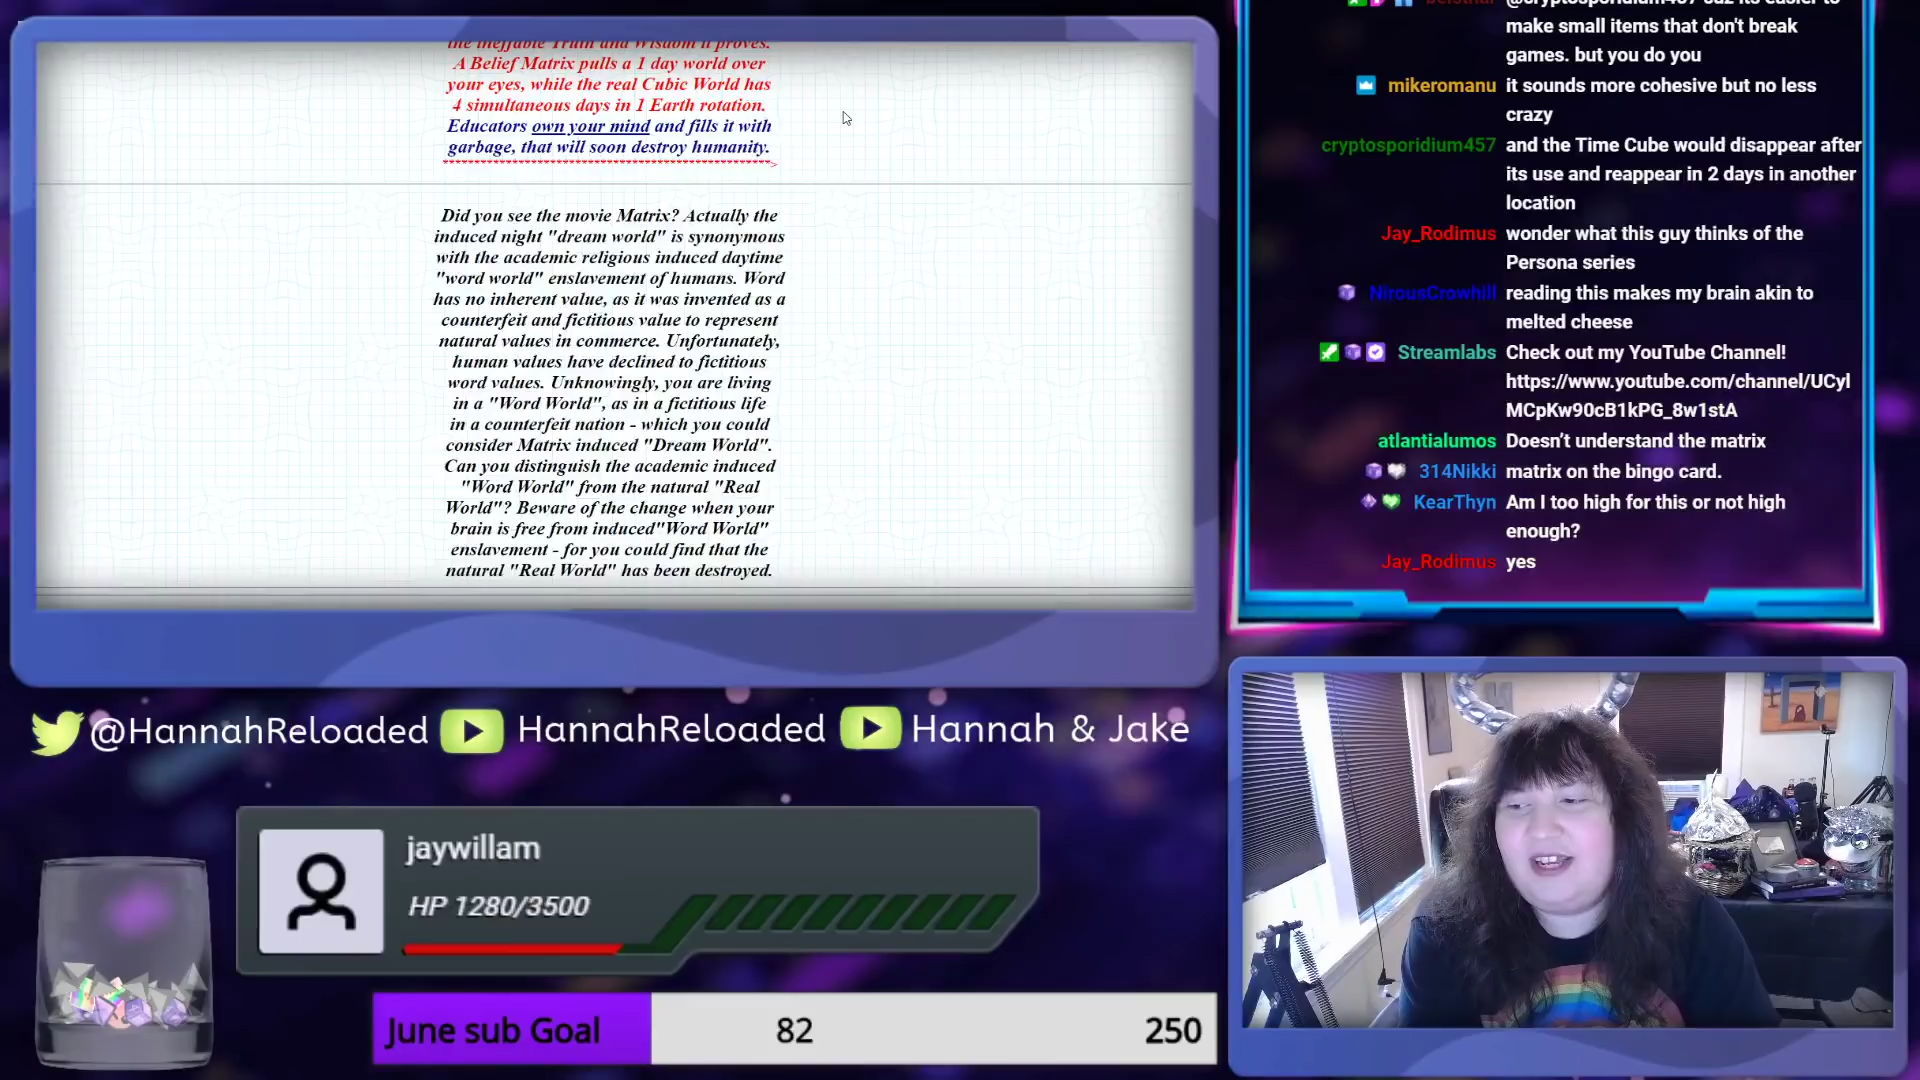 the ineffable Truth and Wisdom it proves.
A Belief Matrix pulls a 1 day world over
your eyes, while the real Cubic World has
4 simultaneous days in 1 Earth rotation.
Educators own your mind and fills it with
garbage, that will soon destroy humanity.
Did you see the movie Matrix? Actually the
induced night "dream world" is synonymous
with the academic religious induced daytime
"word world" enslavement of humans. Word
has no inherent value, as it was invented as a
counterfeit and fictitious value to represent
natural values in commerce. Unfortunately,
human values have declined to fictitious
word values. Unknowingly, you are living
in a "Word World", as in a fictitious life
in a counterfeit nation - which you could
consider Matrix induced "Dream World".
Can you distinguish the academic induced
"Word World" from the natural "Real
World"? Beware of the change when your
brain is free from induced"Word World"
enslavement - for you could find that the
natural "Real World" has been destroyed.
make small items that don't break
games. but you do you
mikeromanu it sounds more cohesive but no less
crazy
cryptosporidium457 and the Time Cube would disappear after
its use and reappear in 2 days in another
location
Jay_Rodimus wonder what this guy thinks of the
Persona series
NirousCrowhill reading this makes my brain akin to
melted cheese
Streamlabs Check out my YouTube Channel!
https://www.youtube.com/channel/UCyl
MCpKw90cB1kPG_8w1stA
atlantialumos Doesn't understand the matrix
314Nikki matrix on the bingo card.
KearThyn Am I too high for this or not high
enough?
Jay_Rodimus yes
@HannahReloaded HannahReloaded Hannah & Jake
jaywillam
HP 1280/3500
June sub Goal 82 250